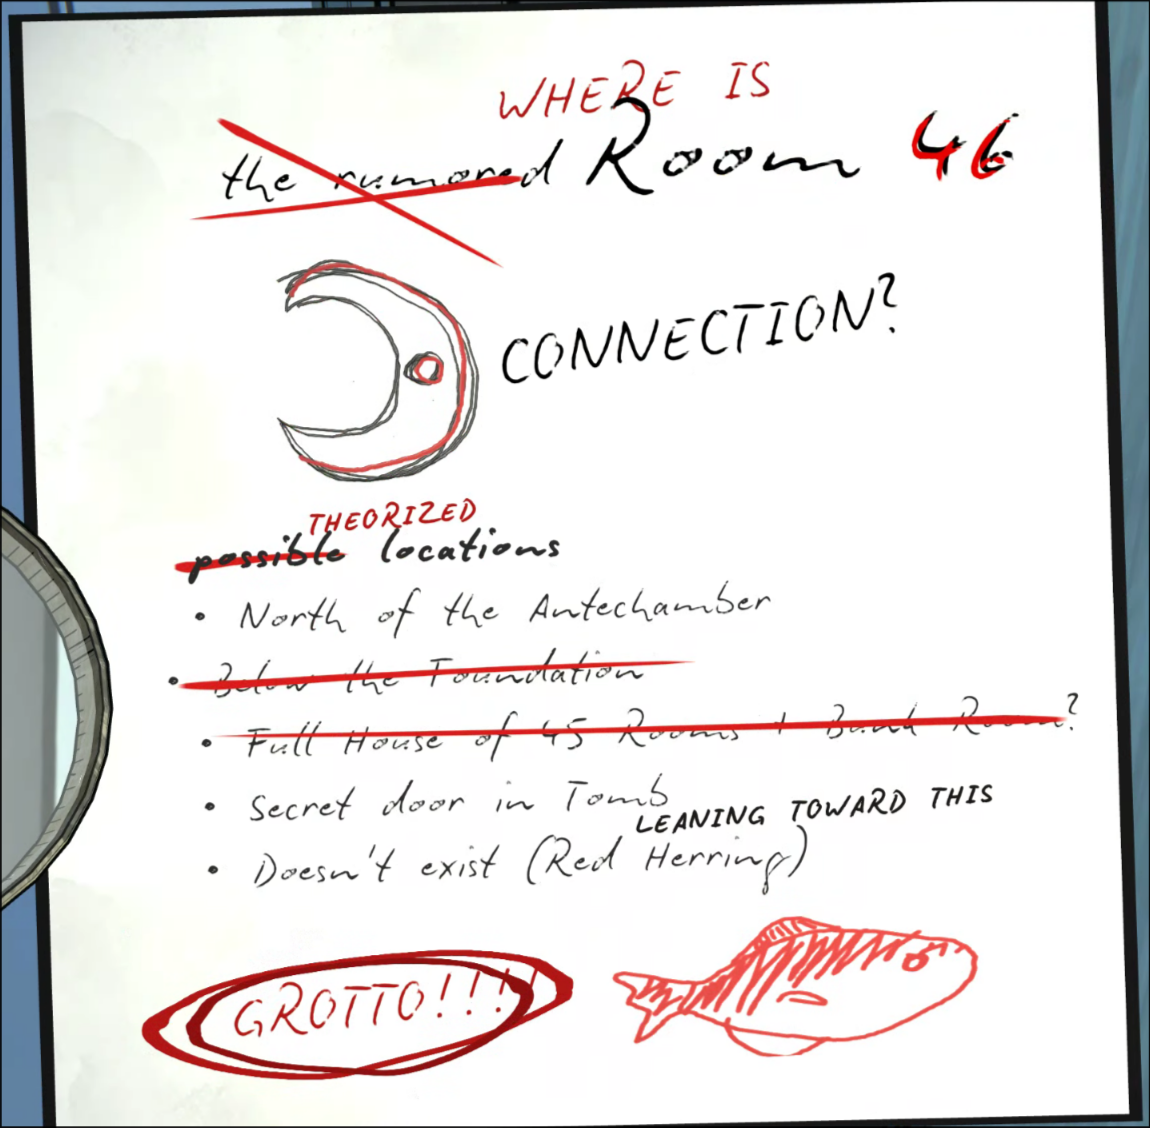 WHERE IS
the rumored Room 46
CONNECTION?
THEORIZED
possible locations
• North of the Antechamber
• Below the Foundation
• Full House of 45 Rooms + Bunk Room?
• Secret door in Tomb
LEANING TOWARD THIS
• Doesn't exist (Red Herring)
GROTTO!!!!